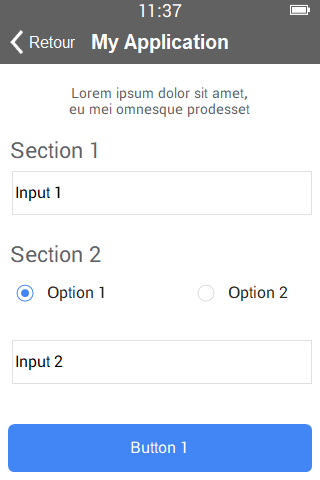 11:37
Retour My Application
Lorem ipsum dolor sit amet,
eu mei omnesque prodesset
Section 1
Input 1
Section 2
Option 1 Option 2
Input 2
Button 1